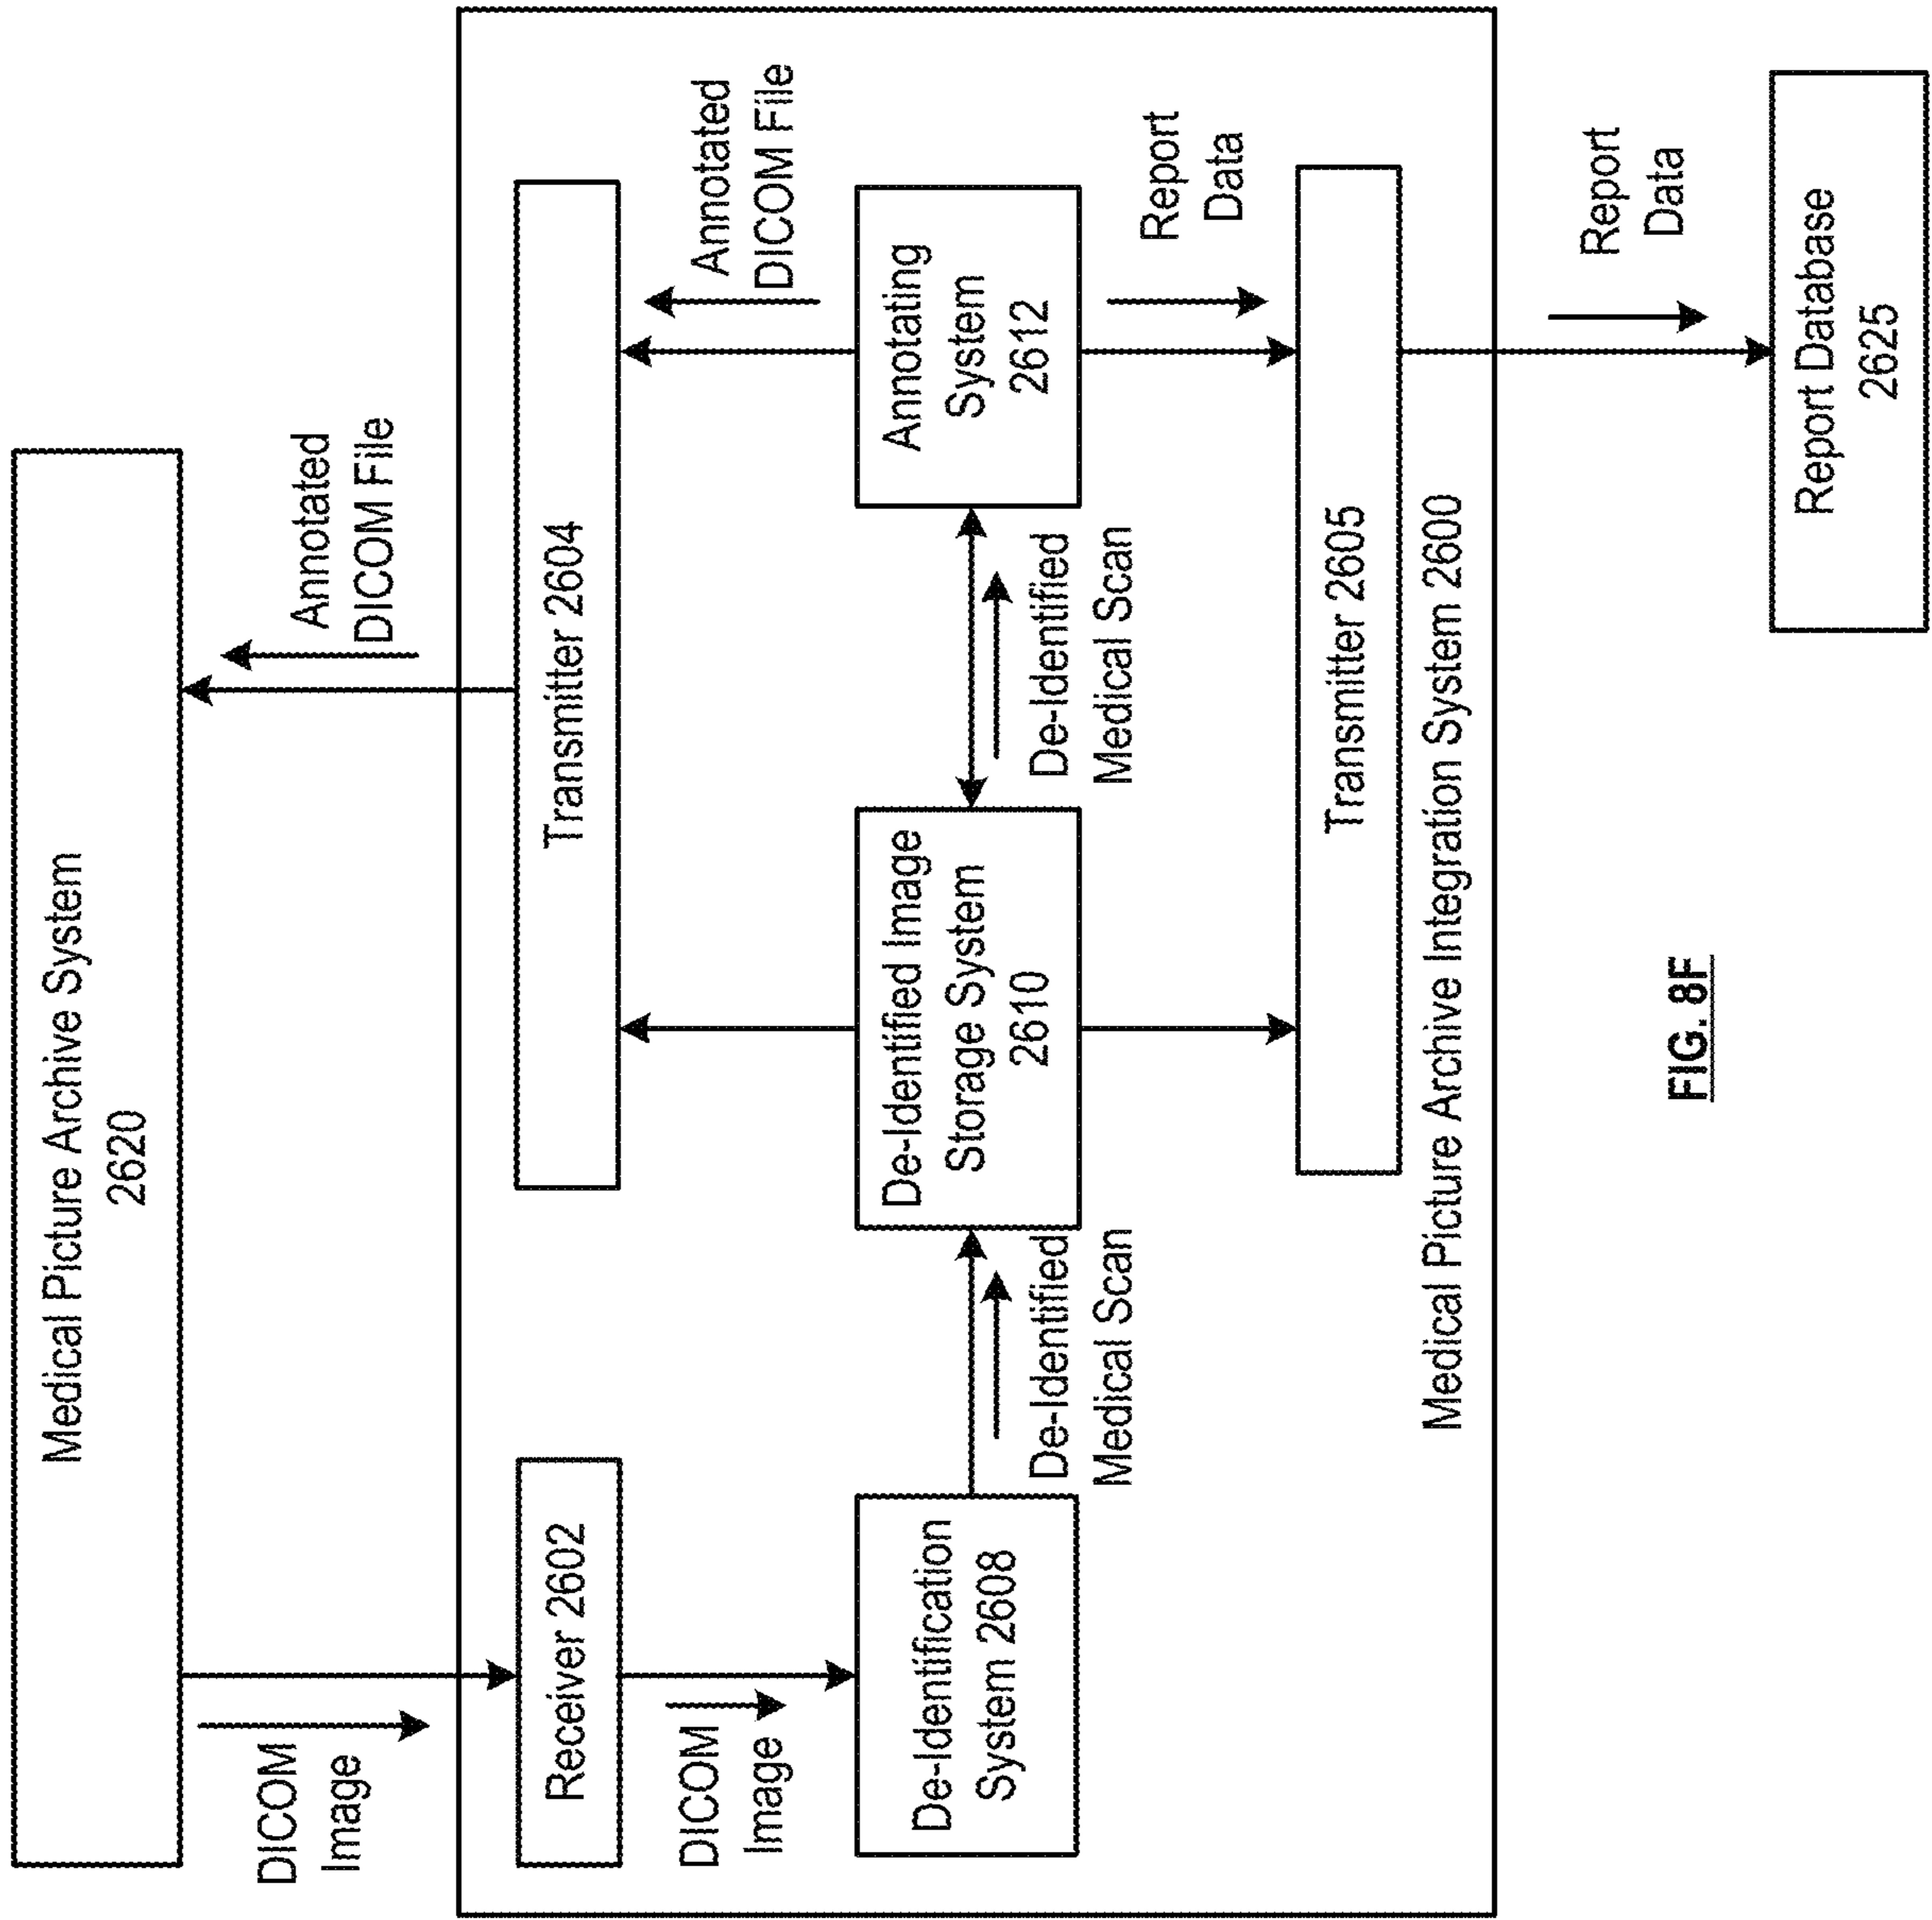 Medical Picture Archive System
2620
DICOM
Image
Annotated
DICOM File
Receiver 2602
Transmitter 2604
DICOM
Image
Annotated
DICOM File
De-Identification
System 2608
De-Identified Image
Storage System
2610
Annotating
System
2612
De-Identified
Medical Scan
De-Identified
Medical Scan
Report
Data
Transmitter 2605
Medical Picture Archive Integration System 2600
Report
Data
Report Database
2625
FIG. 8F